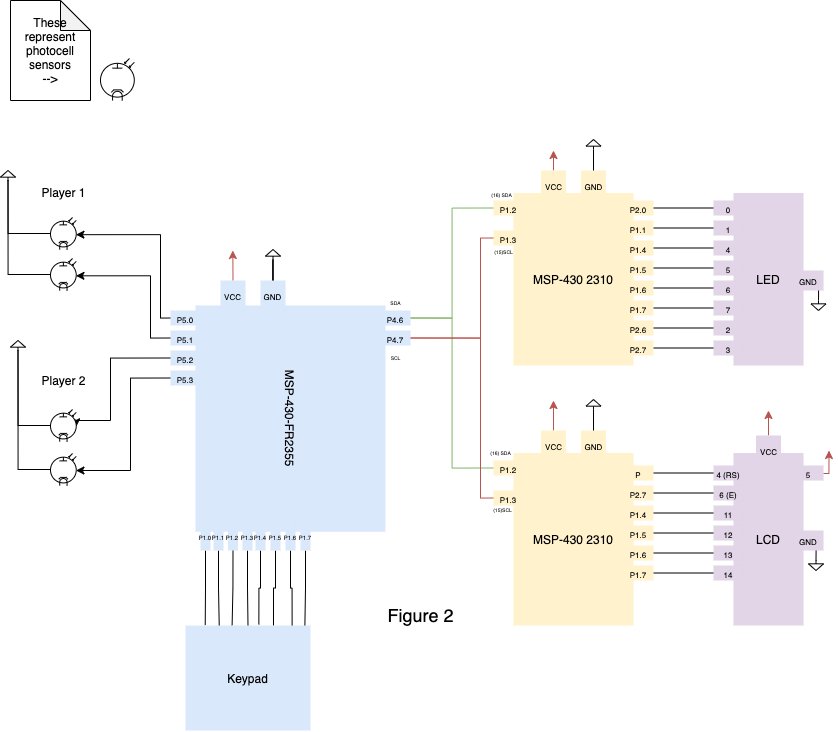 These
represent
photocell
sensors
-->
Player 1
Player 2
VCC
GND
P5.0
P5.1
P5.2
P5.3
MSP-430-FR2355
SDA
P4.6
P4.7
SCL
P1.0 P1.1 P1.2 P1.3 P1.4 P1.5 P1.6 P1.7
Keypad
Figure 2
VCC
GND
(16) SDA
P1.2
P1.3
(15)SCL
MSP-430 2310
P2.0
P1.1
P1.4
P1.5
P1.6
P1.7
P2.6
P2.7
0
1
4
5
6
7
2
3
LED
GND
VCC
GND
(16) SDA
P1.2
P1.3
(15)SCL
MSP-430 2310
P
P2.7
P1.4
P1.5
P1.6
P1.7
4 (RS)
6 (E)
11
12
13
14
VCC
5
LCD
GND